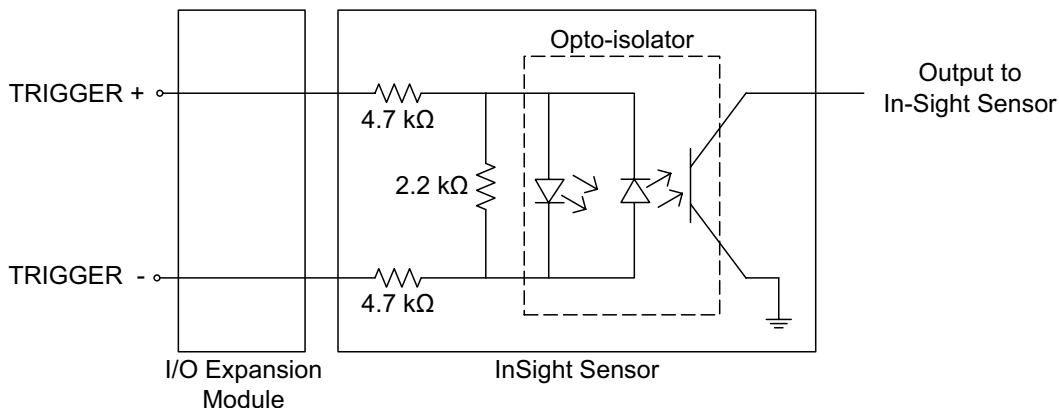 Opto-isolator
TRIGGER +
4.7 kΩ
Output to
In-Sight Sensor
2.2 kΩ
TRIGGER -
4.7 kΩ
I/O Expansion
Module
InSight Sensor